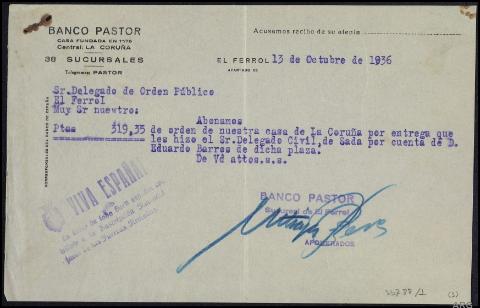 BANCO PASTOR
CASA FUNDADA EN 1776
Central: LA CORUÑA
38 SUCURSALES
Telegramas: PASTOR
Acusamos recibo de su atenta
EL FERROL 13 de Octubre de 1936
APARTADO
Sr.Delegado de Orden Público
El Ferrol
Muy Sr nuewtro:
Abonamos
Ptas 319,35 de orden de nuestra casa de La Coruña por entrega que
les hizo el Sr.Delegado Civil,de Sada por cuenta de D.
Eduardo Barros de dicha plaza.
De Vd attos.s.s.
¡VIVA ESPAÑA!
BANCO PASTOR
Sucursal de El Ferrol
APODERADOS
(3)